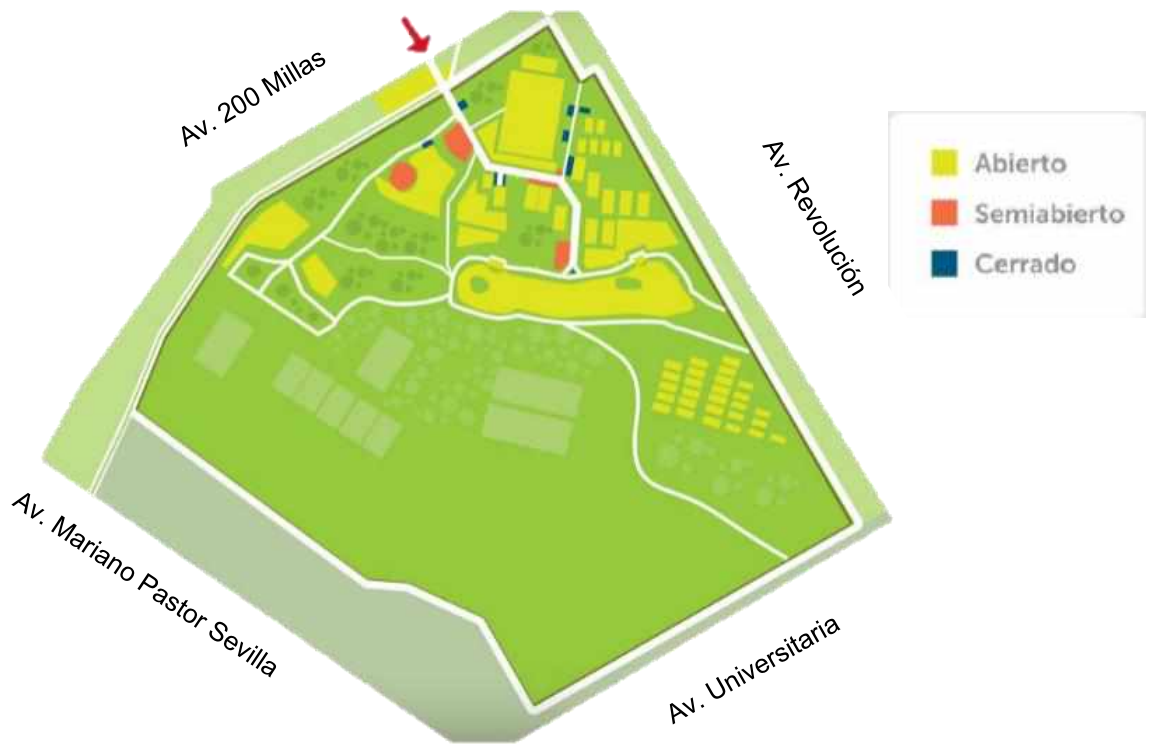 Av. 200 Millas
Av. Revolución
Abierto
Semiabierto
Cerrado
Av. Mariano Pastor Sevilla
Av. Universitaria